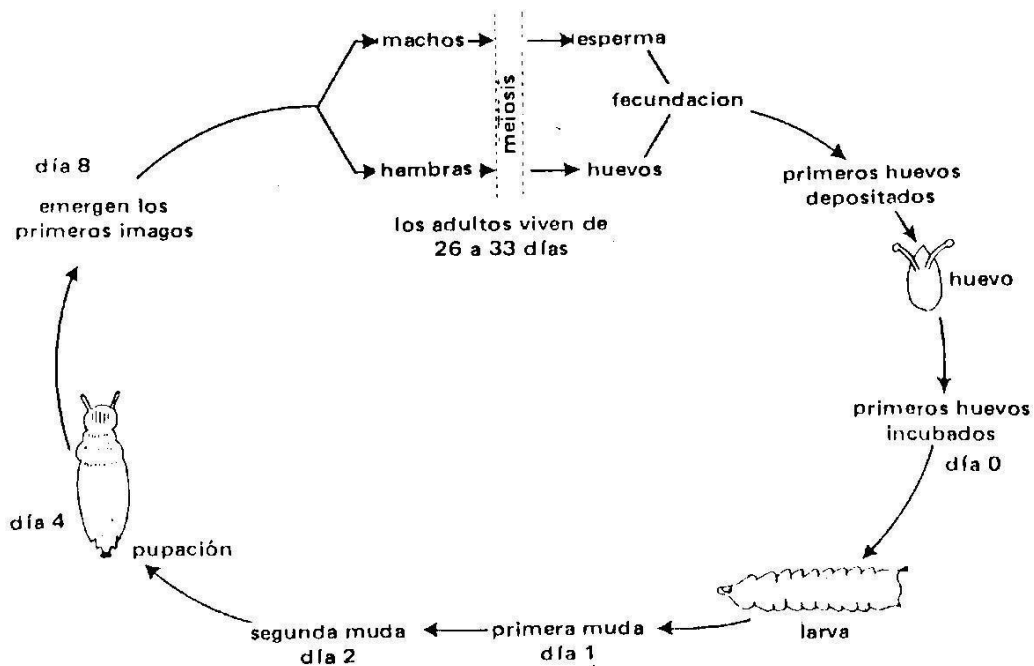 machos
esperma
meiosis
fecundacion
día 8
hembras
huevos
primeros huevos
depositados
emergen los
primeros imagos
los adultos viven de
26 a 33 días
huevo
primeros huevos
incubados
día 0
día 4
pupación
segunda muda
día 2
primera muda
día 1
larva